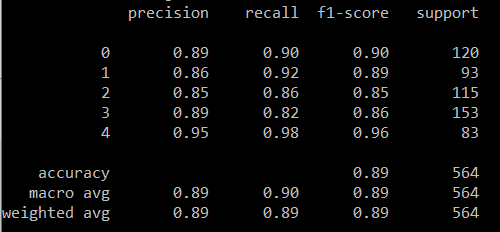 precision recall f1-score support
0 0.89 0.90 0.90 120
1 0.86 0.92 0.89 93
2 0.85 0.86 0.85 115
3 0.89 0.82 0.86 153
4 0.95 0.98 0.96 83
accuracy 0.89 564
macro avg 0.89 0.90 0.89 564
weighted avg 0.89 0.89 0.89 564